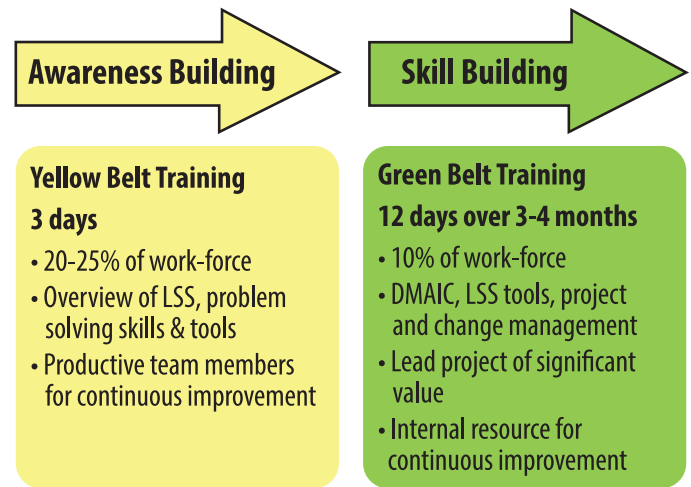 Awareness Building
Skill Building
Yellow Belt Training
3 days
• 20-25% of work-force
• Overview of LSS, problem
solving skills & tools
• Productive team members
for continuous improvement
Green Belt Training
12 days over 3-4 months
• 10% of work-force
• DMAIC, LSS tools, project
and change management
• Lead project of significant
value
• Internal resource for
continuous improvement